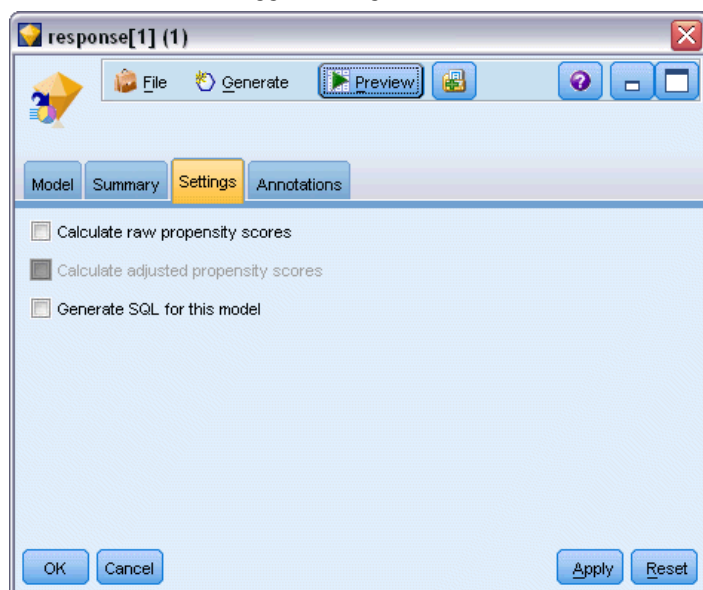 response[1] (1)
File Generate Preview
Model Summary Settings Annotations
Calculate raw propensity scores
Calculate adjusted propensity scores
Generate SQL for this model
OK Cancel Apply Reset